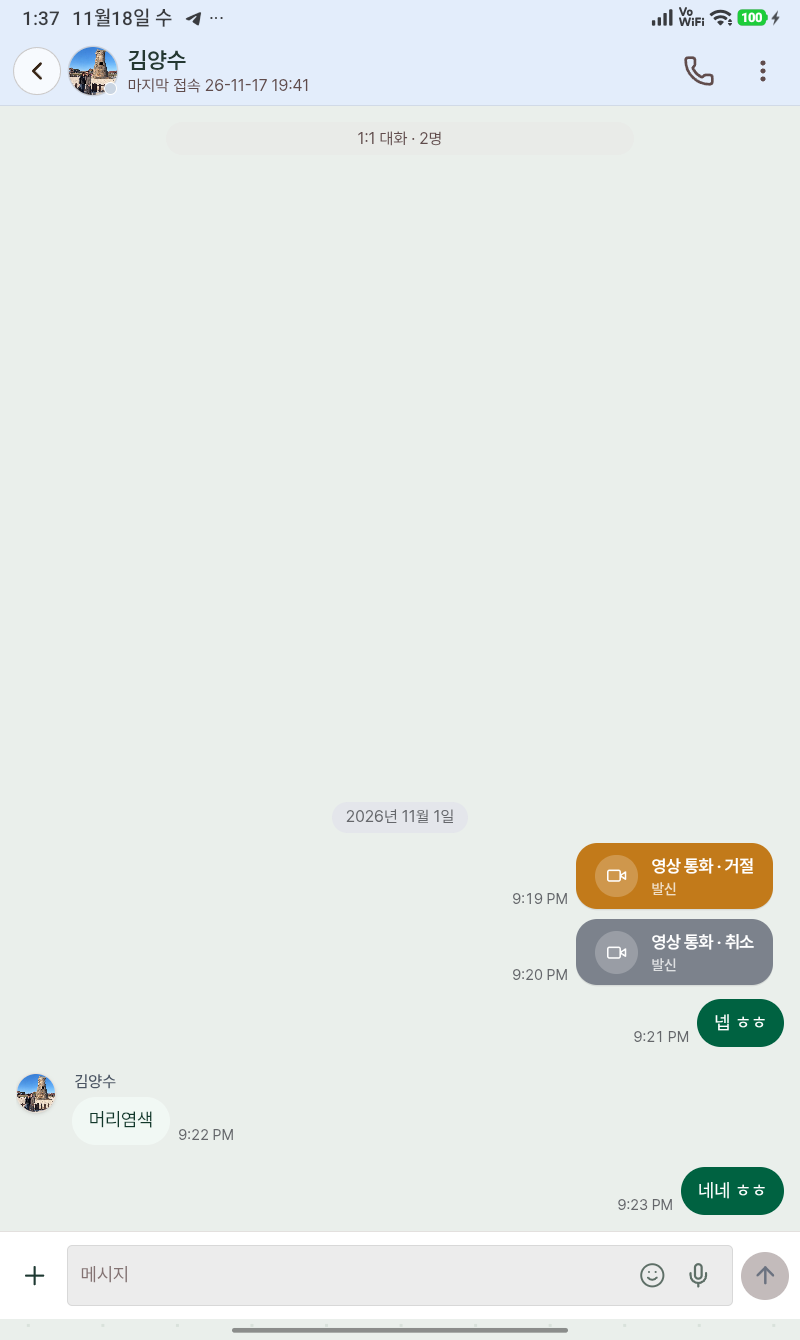 1:37 11월18일 수 ···
Vo WiFi 100
김양수
마지막 접속 26-11-17 19:41
1:1 대화 · 2명
2026년 11월 1일
영상 통화 · 거절
발신
9:19 PM
영상 통화 · 취소
발신
9:20 PM
넵 ㅎㅎ
9:21 PM
김양수
머리염색
9:22 PM
네네 ㅎㅎ
9:23 PM
메시지